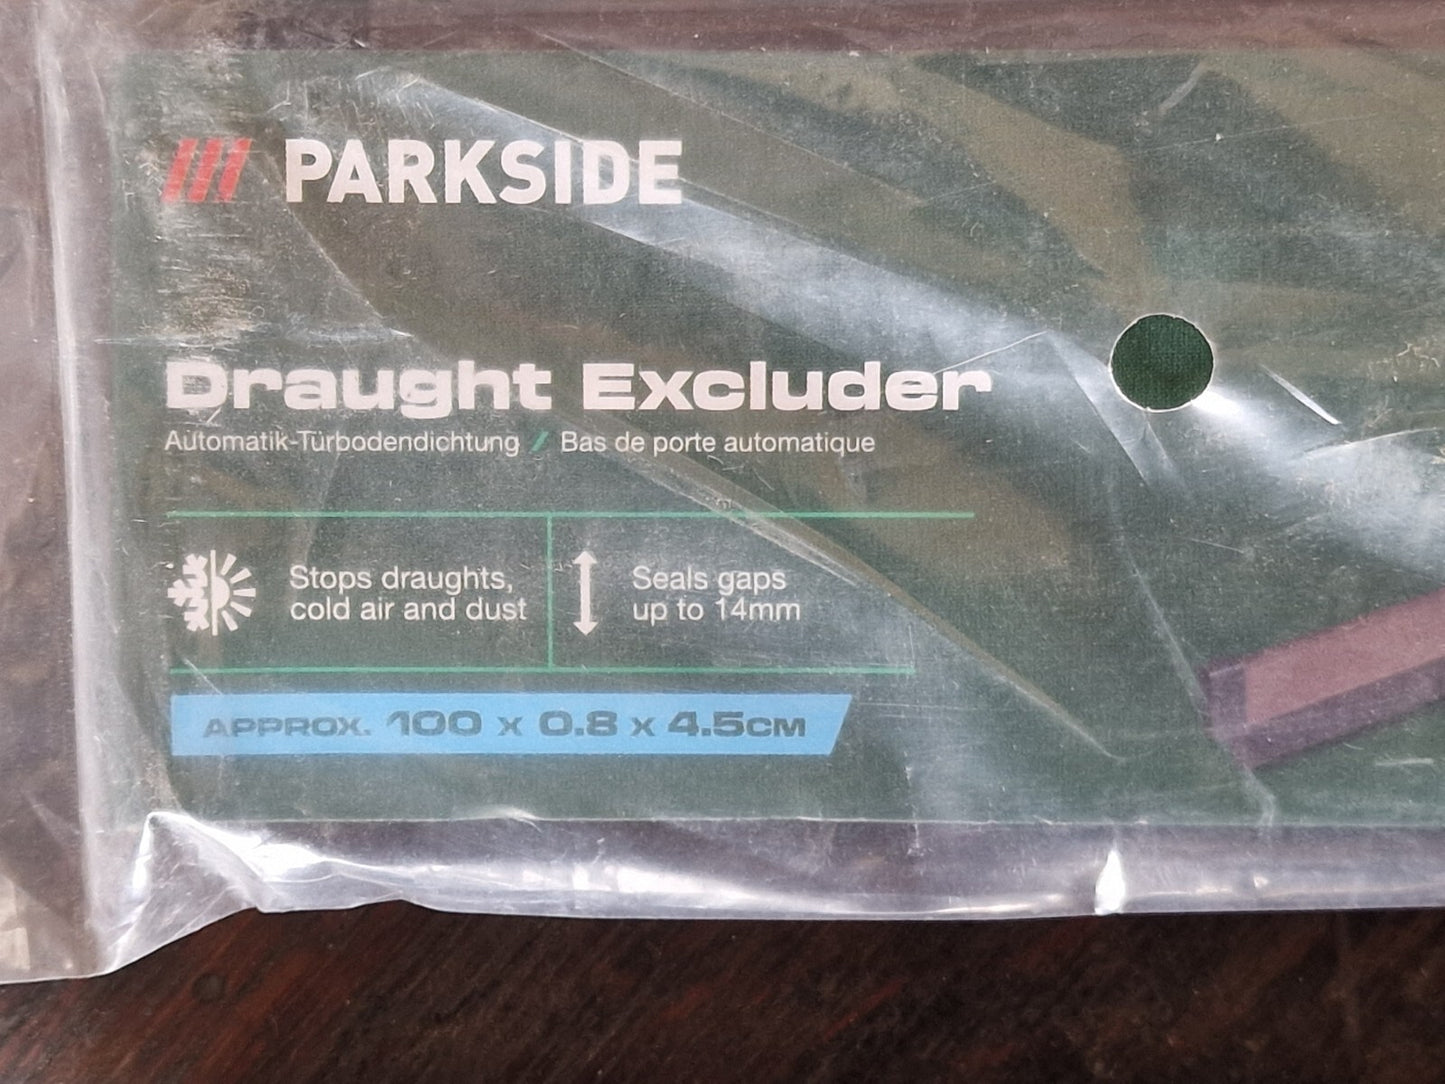 PARKSIDE
Draught Excluder
Automatik-Türbodendichtung / Bas de porte automatique
Stops draughts,
cold air and dust
Seals gaps
up to 14mm
APPROX. 100 x 0.8 x 4.5CM